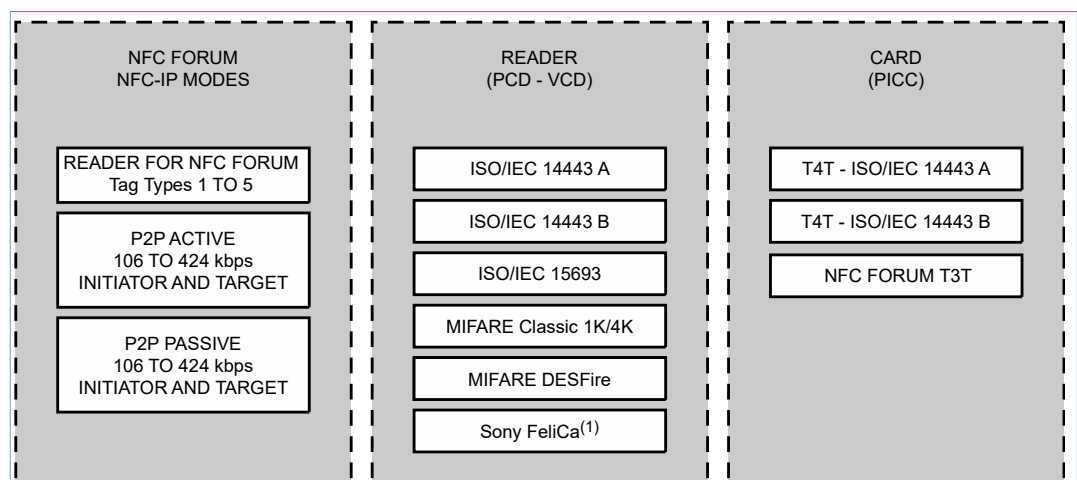 NFC FORUM
NFC-IP MODES
READER FOR NFC FORUM
Tag Types 1 TO 5
P2P ACTIVE
106 TO 424 kbps
INITIATOR AND TARGET
P2P PASSIVE
106 TO 424 kbps
INITIATOR AND TARGET
READER
(PCD - VCD)
ISO/IEC 14443 A
ISO/IEC 14443 B
ISO/IEC 15693
MIFARE Classic 1K/4K
MIFARE DESFire
Sony FeliCa(1)
CARD
(PICC)
T4T - ISO/IEC 14443 A
T4T - ISO/IEC 14443 B
NFC FORUM T3T